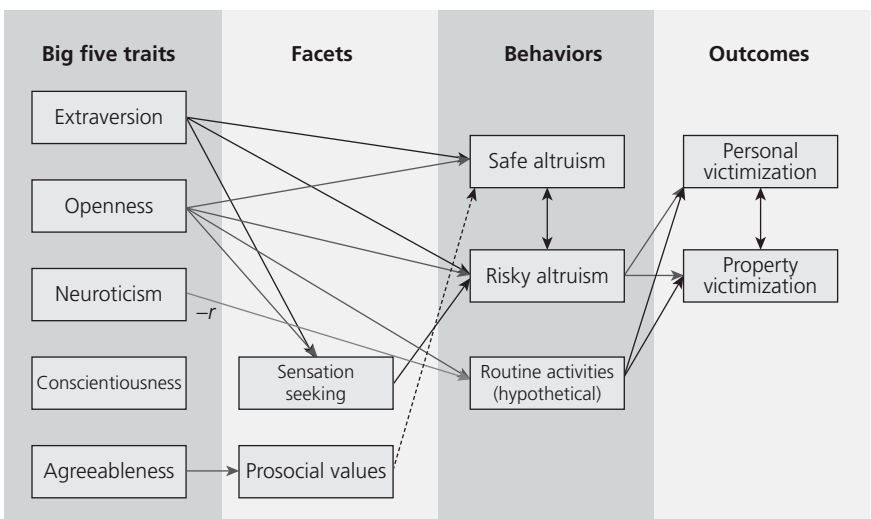 Big five traits
Facets
Behaviors
Outcomes
Extraversion
Openness
Neuroticism
Conscientiousness
Agreeableness
–r
Sensation
seeking
Prosocial values
Safe altruism
Risky altruism
Routine activities
(hypothetical)
Personal
victimization
Property
victimization